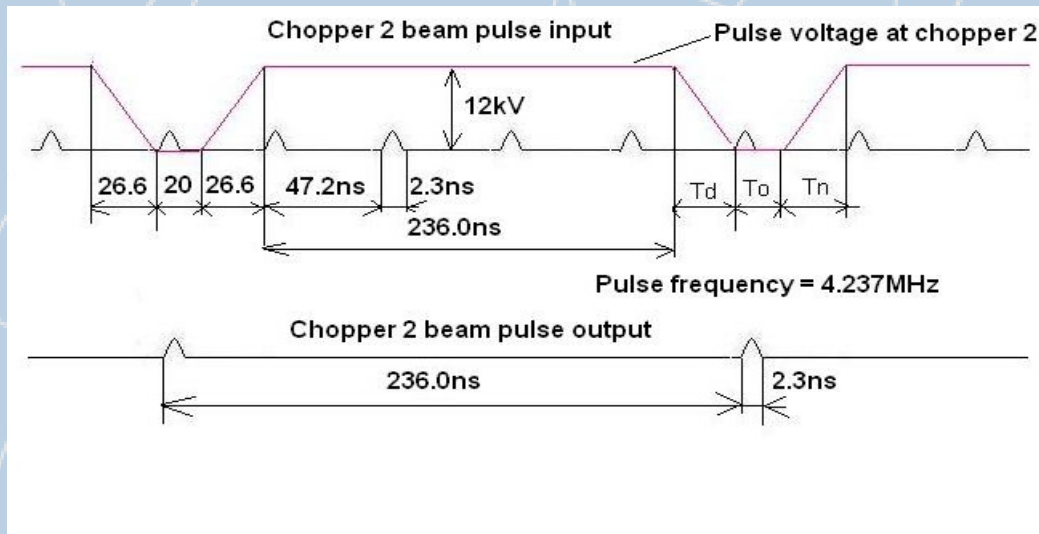 Chopper 2 beam pulse input
Pulse voltage at chopper 2
12kV
26.6 20 26.6 47.2ns 2.3ns Td To Tn
236.0ns
Pulse frequency = 4.237MHz
Chopper 2 beam pulse output
236.0ns 2.3ns